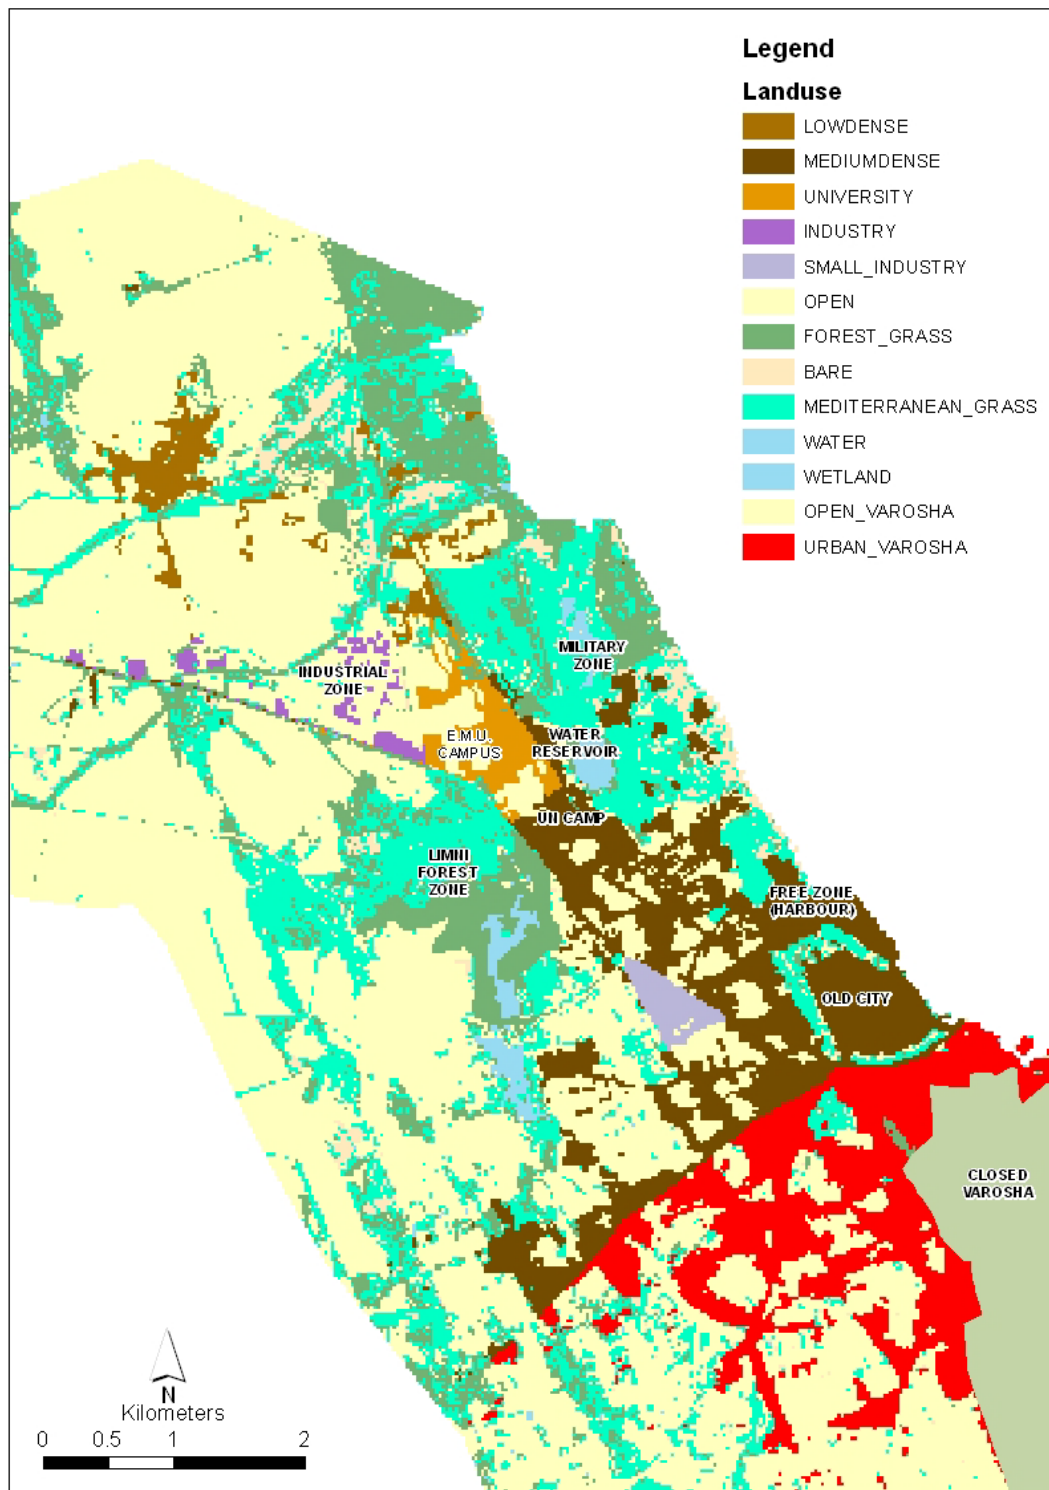 Legend
Landuse
LOWDENSE
MEDIUMDENSE
UNIVERSITY
INDUSTRY
SMALL_INDUSTRY
OPEN
FOREST_GRASS
BARE
MEDITERRANEAN_GRASS
WATER
WETLAND
OPEN_VAROSHA
URBAN_VAROSHA
MILITARY
ZONE
INDUSTRIAL
ZONE
E.M.U.
CAMPUS
WATER
RESERVOIR
UN CAMP
LIMNI
FOREST
ZONE
FREE ZONE
(HARBOUR)
OLD CITY
CLOSED
VAROSHA
N
Kilometers
0 0.5 1 2